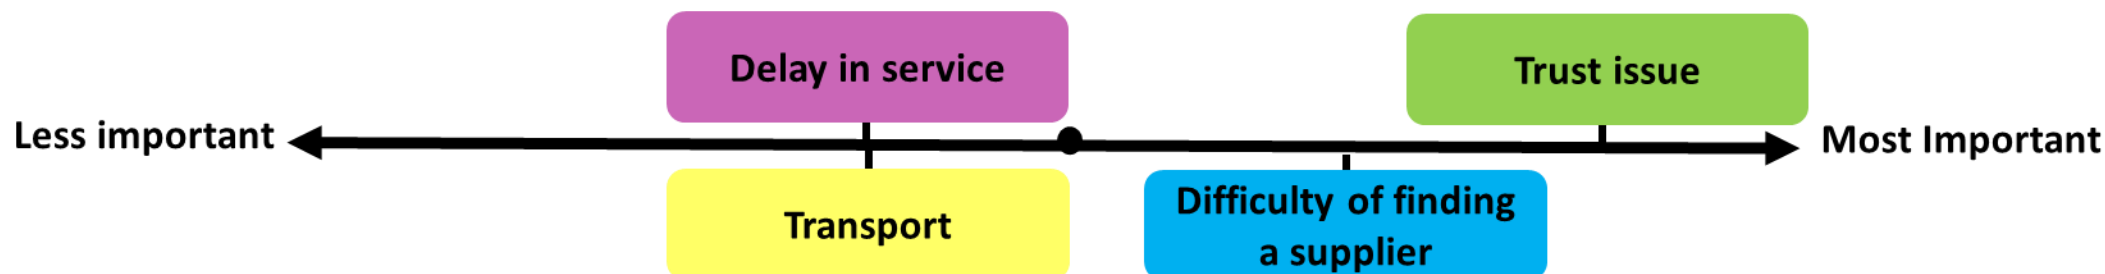 Delay in service
Trust issue
Less important
Most Important
Transport
Difficulty of finding
a supplier